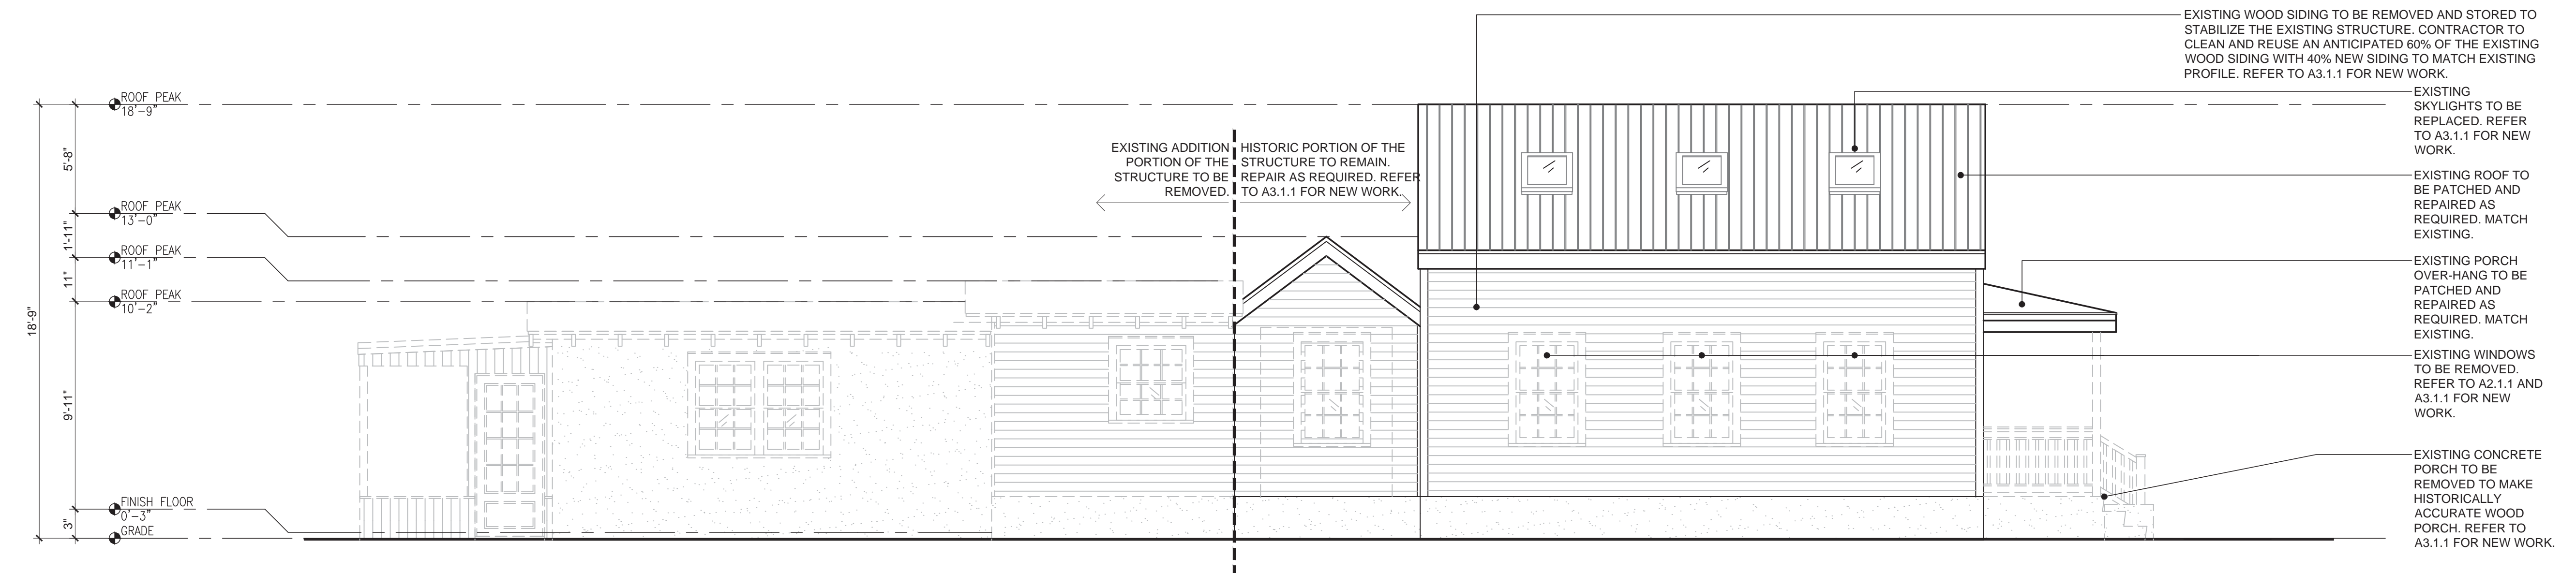 EXISTING WOOD SIDING TO BE REMOVED AND STORED TO
STABILIZE THE EXISTING STRUCTURE. CONTRACTOR TO
CLEAN AND REUSE AN ANTICIPATED 60% OF THE EXISTING
WOOD SIDING WITH 40% NEW SIDING TO MATCH EXISTING
PROFILE. REFER TO A3.1.1 FOR NEW WORK.
EXISTING
SKYLIGHTS TO BE
REPLACED. REFER
TO A3.1.1 FOR NEW
WORK.
EXISTING ROOF TO
BE PATCHED AND
REPAIRED AS
REQUIRED. MATCH
EXISTING.
EXISTING PORCH
OVER-HANG TO BE
PATCHED AND
REPAIRED AS
REQUIRED. MATCH
EXISTING.
EXISTING WINDOWS
TO BE REMOVED.
REFER TO A2.1.1 AND
A3.1.1 FOR NEW
WORK.
EXISTING CONCRETE
PORCH TO BE
REMOVED TO MAKE
HISTORICALLY
ACCURATE WOOD
PORCH. REFER TO
A3.1.1 FOR NEW WORK.
EXISTING ADDITION
PORTION OF THE
STRUCTURE TO BE
REMOVED.
HISTORIC PORTION OF THE
STRUCTURE TO REMAIN.
REPAIR AS REQUIRED. REFER
TO A3.1.1 FOR NEW WORK.
ROOF PEAK
18'-9"
ROOF PEAK
13'-0"
ROOF PEAK
11'-1"
ROOF PEAK
10'-2"
FINISH FLOOR
0'-3"
GRADE
18'-9"
5'-8"
1'-11"
11"
9'-11"
3"